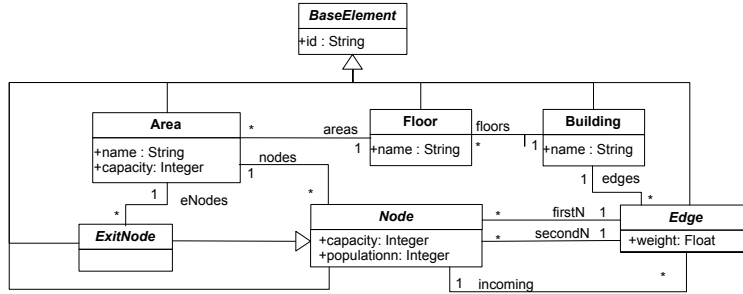 BaseElement
+id : String
Area
+name : String
+capacity: Integer
* areas 1
Floor
+name : String
floors
* 1
Building
+name : String
nodes
1
*
1
eNodes
*
1 edges
*
ExitNode
Node
+capacity: Integer
+populationn: Integer
* firstN 1
* secondN 1
Edge
+weight: Float
1 incoming *